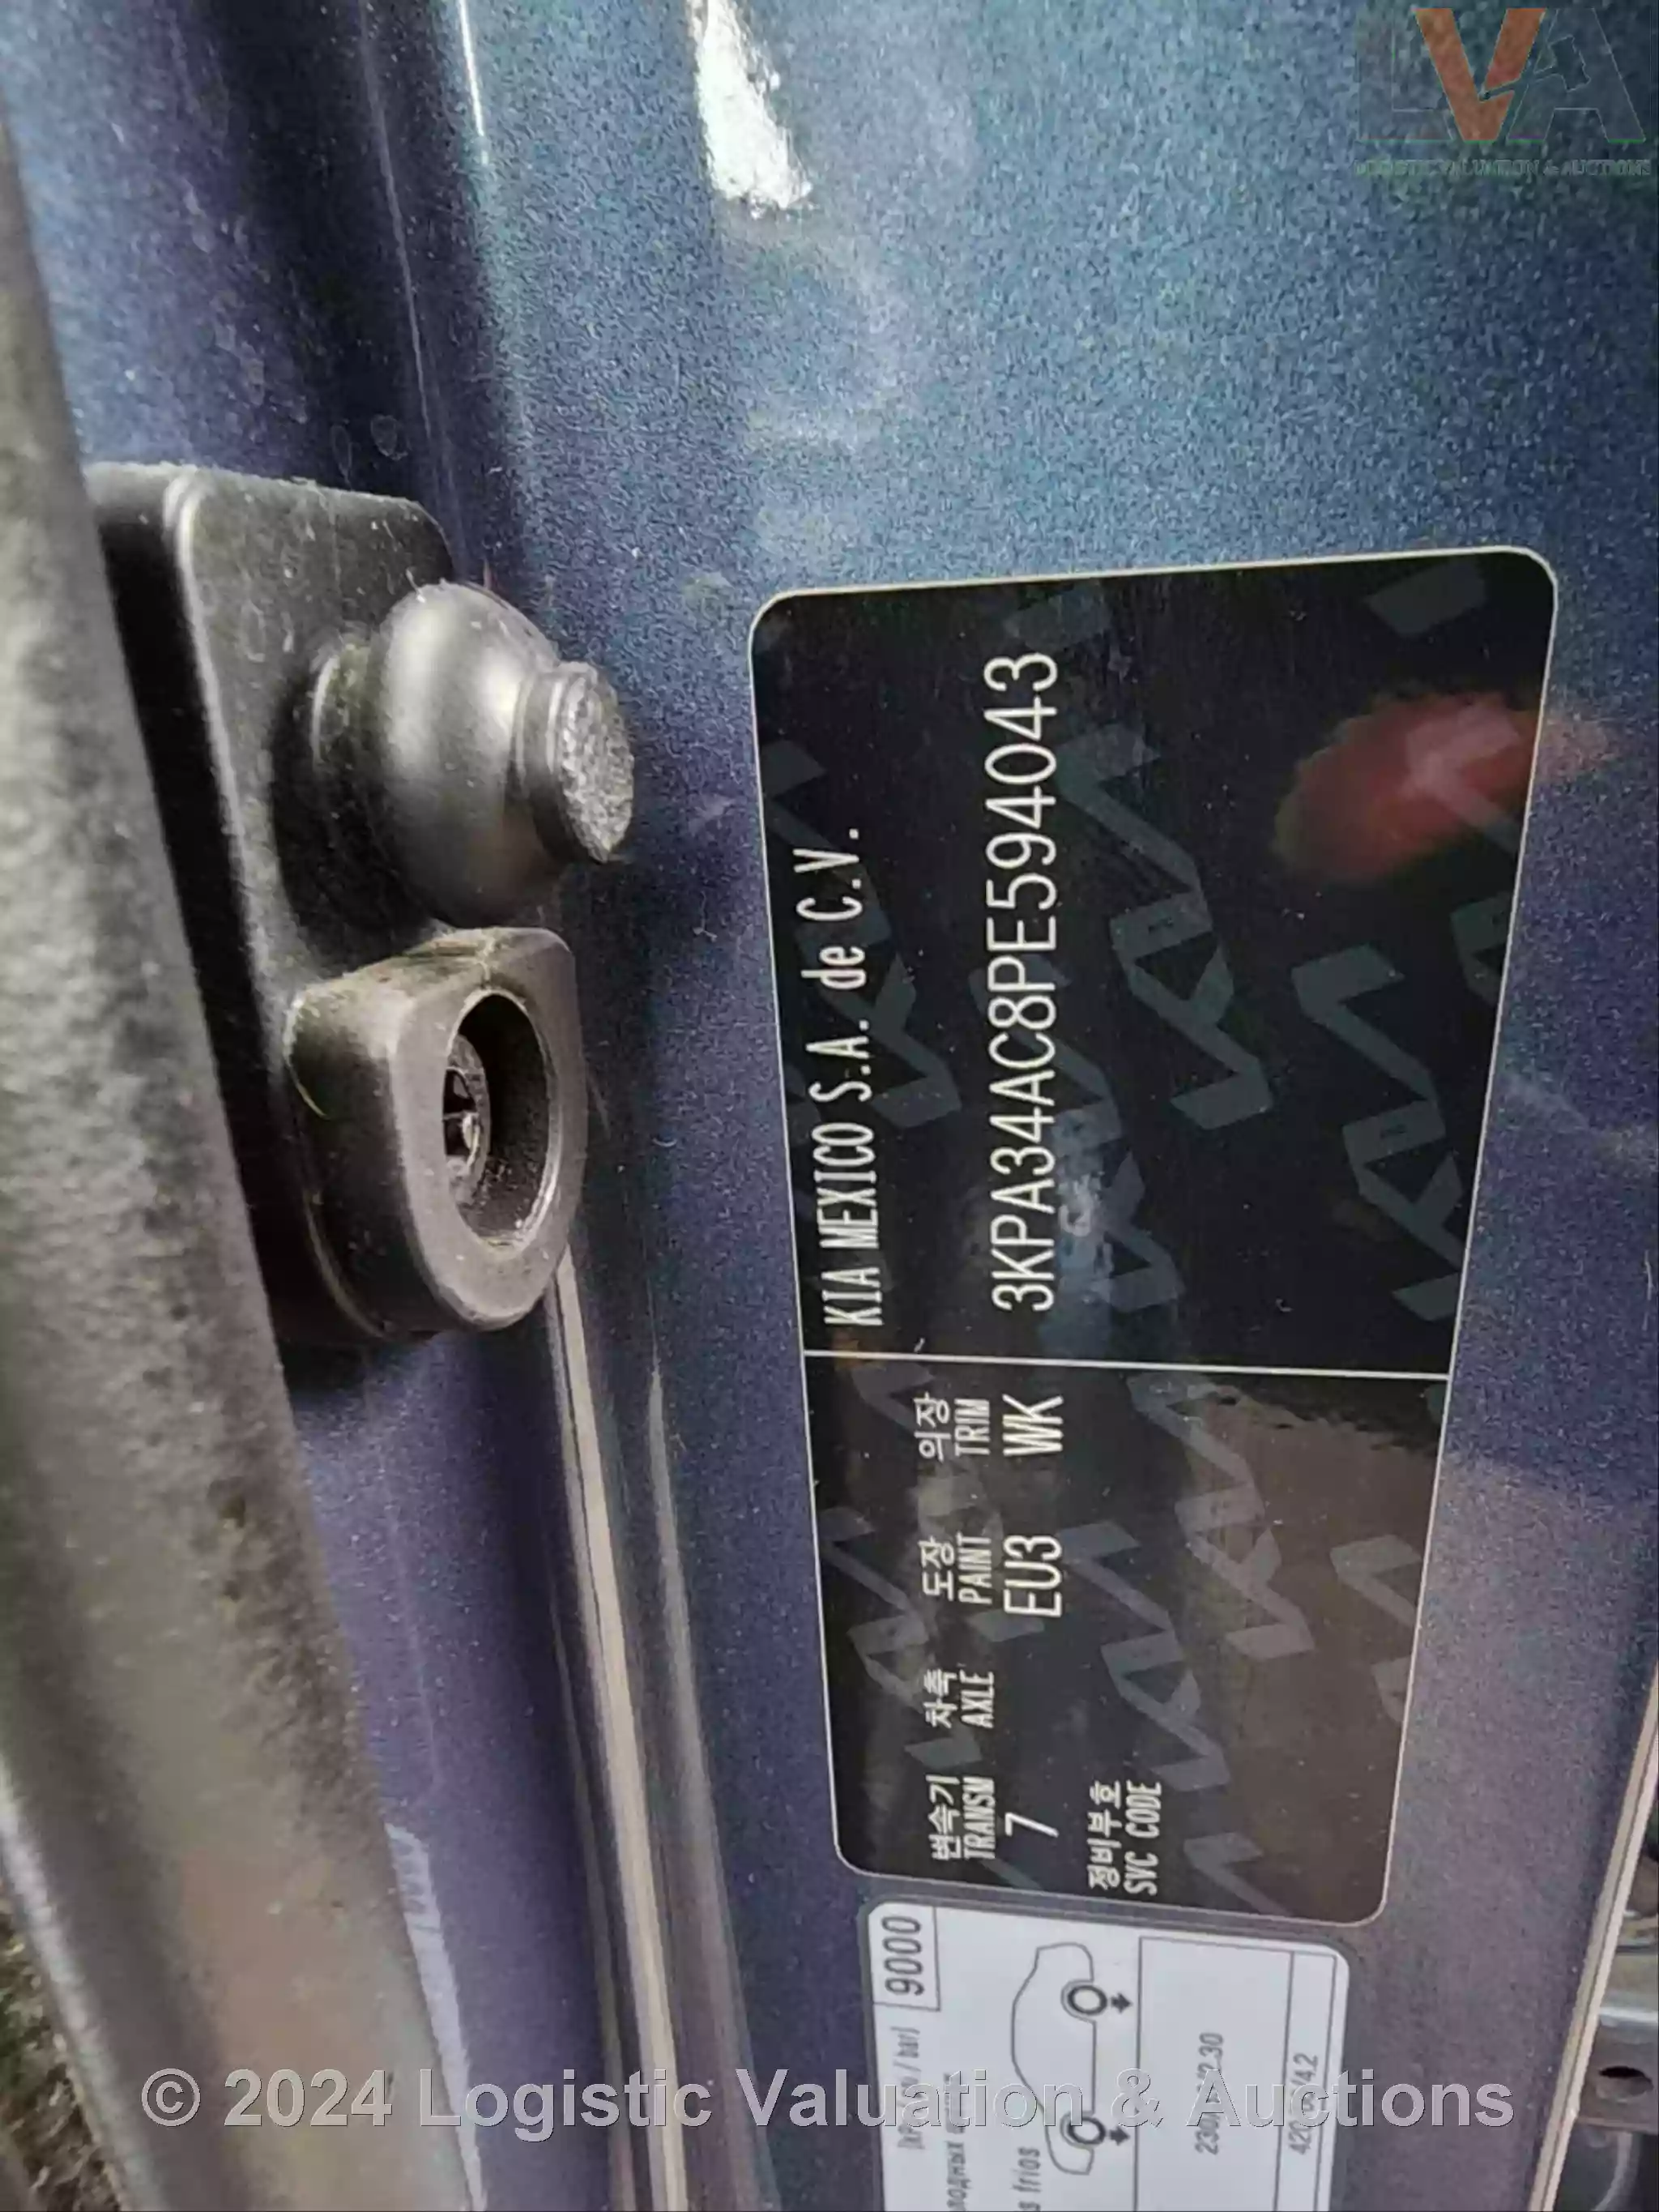 LVA
LOGISTIC VALUATION & AUCTIONS
KIA MEXICO S.A. de C.V.
3KPA34AC8PE594043
변속기 차축 도장 의장
TRANSM AXLE PAINT TRIM
7 EU3 WK
정비부호
SVC CODE
9000
© 2024 Logistic Valuation & Auctions